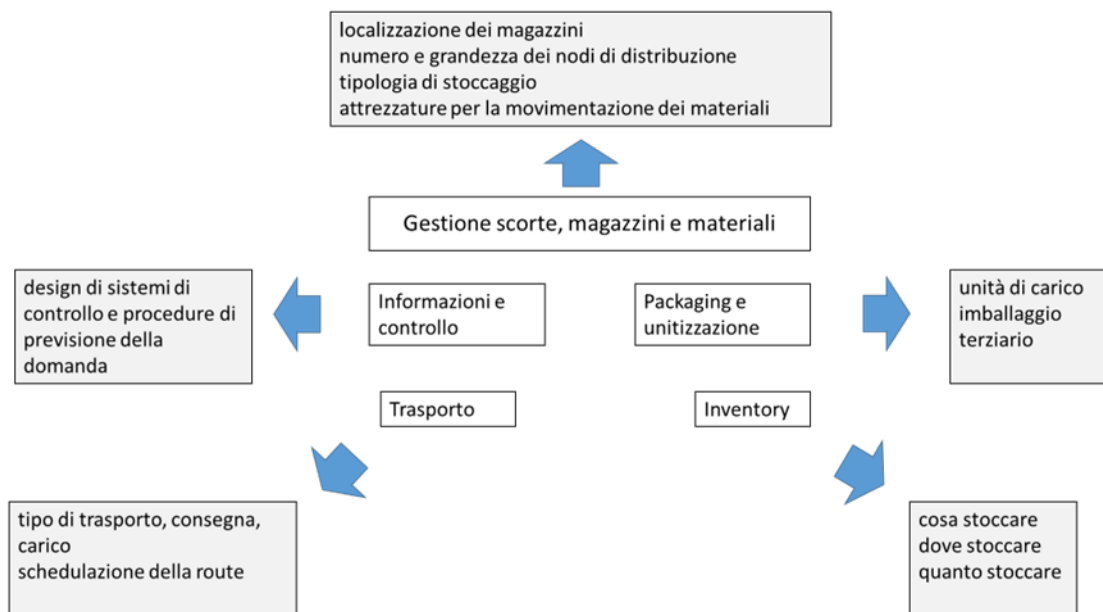 localizzazione dei magazzini
numero e grandezza dei nodi di distribuzione
tipologia di stoccaggio
attrezzature per la movimentazione dei materiali
Gestione scorte, magazzini e materiali
design di sistemi di
controllo e procedure di
previsione della
domanda
Informazioni e
controllo
Packaging e
unitizzazione
unità di carico
imballaggio
terziario
Trasporto
Inventory
tipo di trasporto, consegna,
carico
schedulazione della route
cosa stoccare
dove stoccare
quanto stoccare